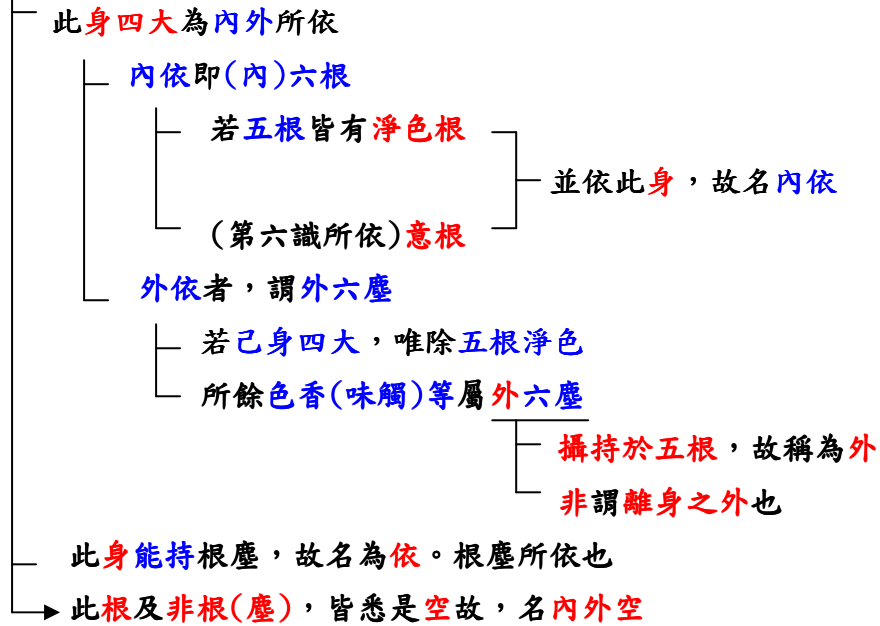 此身四大為內外所依
內依即(內)六根
若五根皆有淨色根
並依此身，故名內依
(第六識所依)意根
外依者，謂外六塵
若己身四大，唯除五根淨色
所餘色香(味觸)等屬外六塵
攝持於五根，故稱為外
非謂離身之外也
此身能持根塵，故名為依。根塵所依也
此根及非根(塵)，皆悉是空故，名內外空